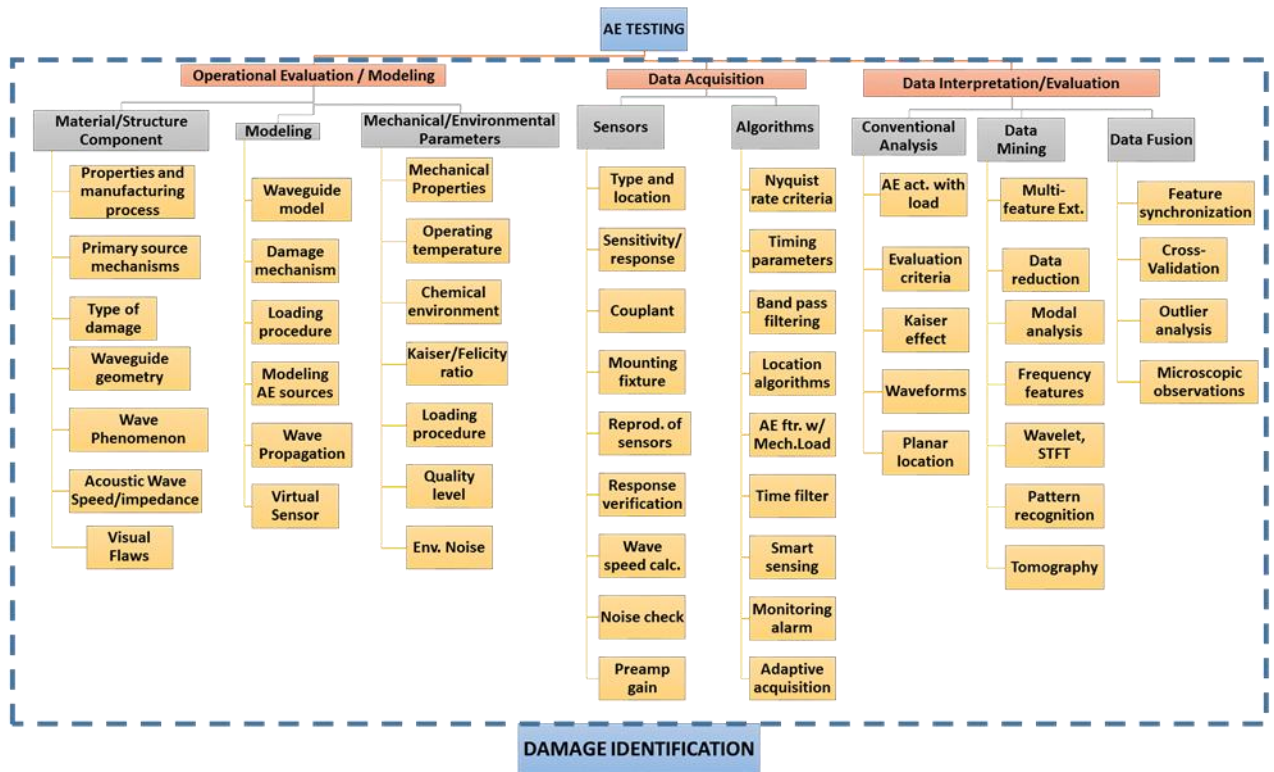 AE TESTING
Operational Evaluation / Modeling
Data Acquisition
Data Interpretation/Evaluation
Material/Structure
Component
Modeling
Mechanical/Environmental
Parameters
Sensors
Algorithms
Conventional
Analysis
Data
Mining
Data Fusion
Properties and
manufacturing
process
Primary source
mechanisms
Type of
damage
Waveguide
geometry
Wave
Phenomenon
Acoustic Wave
Speed/impedance
Visual
Flaws
Waveguide
model
Damage
mechanism
Loading
procedure
Modeling
AE sources
Wave
Propagation
Virtual
Sensor
Mechanical
Properties
Operating
temperature
Chemical
environment
Kaiser/Felicity
ratio
Loading
procedure
Quality
level
Env. Noise
Type and
location
Sensitivity/
response
Couplant
Mounting
fixture
Reprod. of
sensors
Response
verification
Wave
speed calc.
Noise check
Preamp
gain
Nyquist
rate criteria
Timing
parameters
Band pass
filtering
Location
algorithms
AE ftr. w/
Mech.Load
Time filter
Smart
sensing
Monitoring
alarm
Adaptive
acquisition
AE act. with
load
Evaluation
criteria
Kaiser
effect
Waveforms
Planar
location
Multi-
feature Ext.
Data
reduction
Modal
analysis
Frequency
features
Wavelet,
STFT
Pattern
recognition
Tomography
Feature
synchronization
Cross-
Validation
Outlier
analysis
Microscopic
observations
DAMAGE IDENTIFICATION